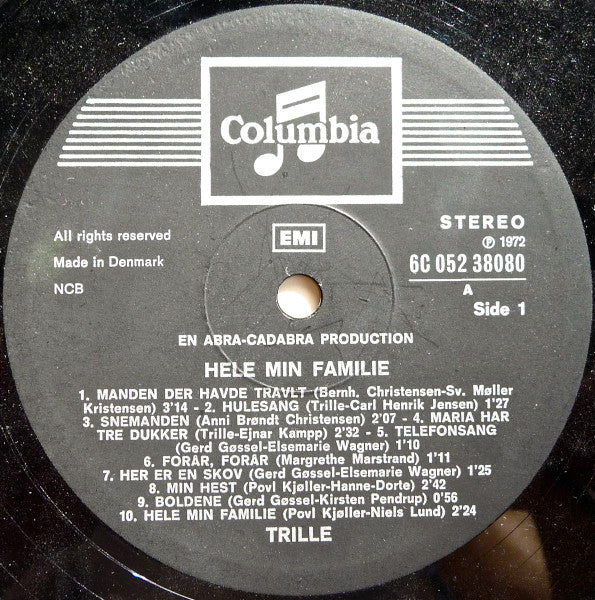 Columbia
EMI
All rights reserved
Made in Denmark
NCB
STEREO
℗ 1972
6C 052 38080
A
Side 1
EN ABRA-CADABRA PRODUCTION
HELE MIN FAMILIE
1. MANDEN DER HAVDE TRAVLT (Bernh. Christensen-Sv. Møller
Kristensen) 3'14 - 2. HULESANG (Trille-Carl Henrik Jensen) 1'27
3. SNEMANDEN (Anni Brøndt Christensen) 2'07 - 4. MARIA HAR
TRE DUKKER (Trille-Ejnar Kampp) 2'32 - 5. TELEFONSANG
(Gerd Gøssel-Elsemarie Wagner) 1'10
6. FORÅR, FORÅR (Margrethe Marstrand) 1'11
7. HER ER EN SKOV (Gerd Gøssel-Elsemarie Wagner) 1'25
8. MIN HEST (Povl Kjøller-Hanne-Dorte) 2'42
9. BOLDENE (Gerd Gøssel-Kirsten Pendrup) 0'56
10. HELE MIN FAMILIE (Povl Kjøller-Niels Lund) 2'24
TRILLE